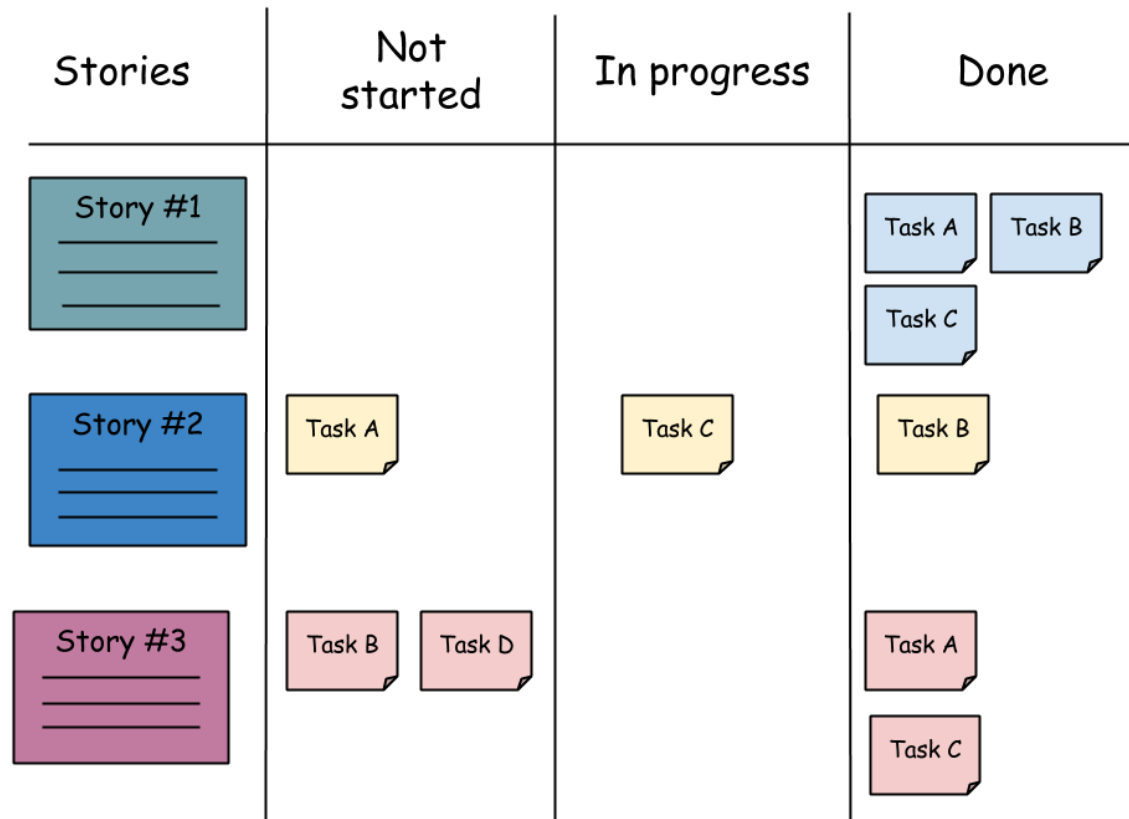 Stories
Not
started
In progress
Done
Story #1
Task A
Task B
Task C
Story #2
Task A
Task C
Task B
Story #3
Task B
Task D
Task A
Task C